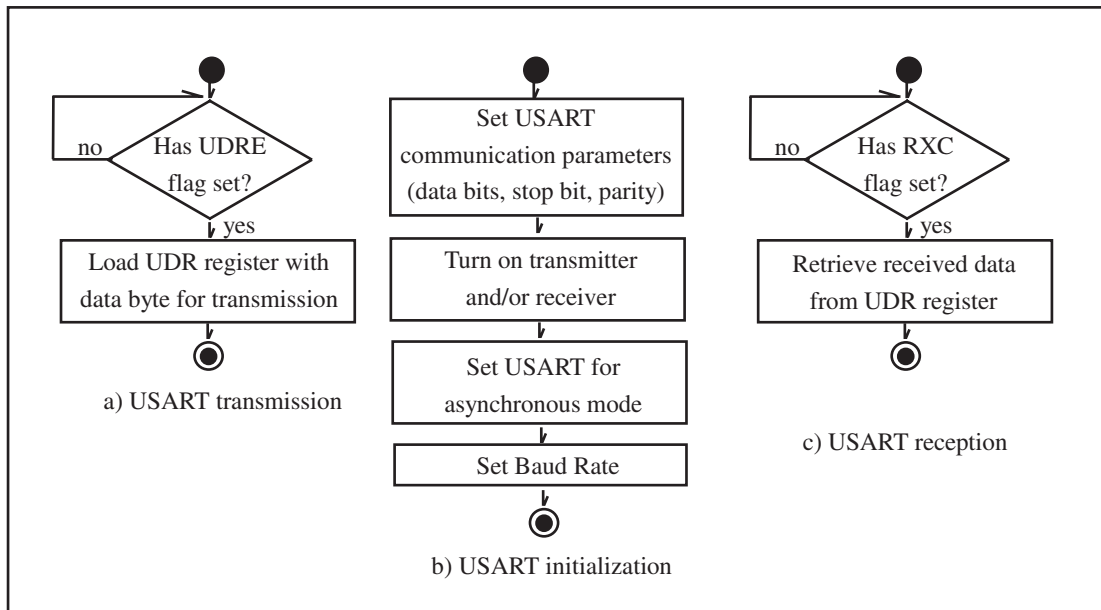 Has UDRE
flag set?
no
yes
Load UDR register with
data byte for transmission
a) USART transmission
Set USART
communication parameters
(data bits, stop bit, parity)
Turn on transmitter
and/or receiver
Set USART for
asynchronous mode
Set Baud Rate
b) USART initialization
Has RXC
flag set?
no
yes
Retrieve received data
from UDR register
c) USART reception